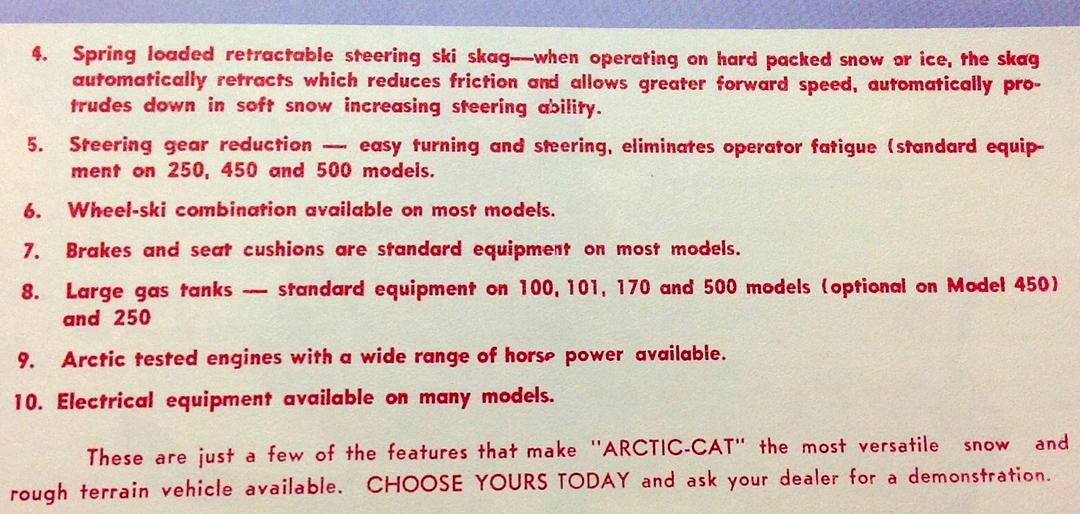 4. Spring loaded retractable steering ski skag—when operating on hard packed snow or ice, the skag
automatically retracts which reduces friction and allows greater forward speed, automatically pro-
trudes down in soft snow increasing steering ability.
5. Steering gear reduction — easy turning and steering, eliminates operator fatigue (standard equip-
ment on 250, 450 and 500 models.
6. Wheel-ski combination available on most models.
7. Brakes and seat cushions are standard equipment on most models.
8. Large gas tanks — standard equipment on 100, 101, 170 and 500 models (optional on Model 450)
and 250
9. Arctic tested engines with a wide range of horse power available.
10. Electrical equipment available on many models.
These are just a few of the features that make "ARCTIC-CAT" the most versatile snow and
rough terrain vehicle available. CHOOSE YOURS TODAY and ask your dealer for a demonstration.